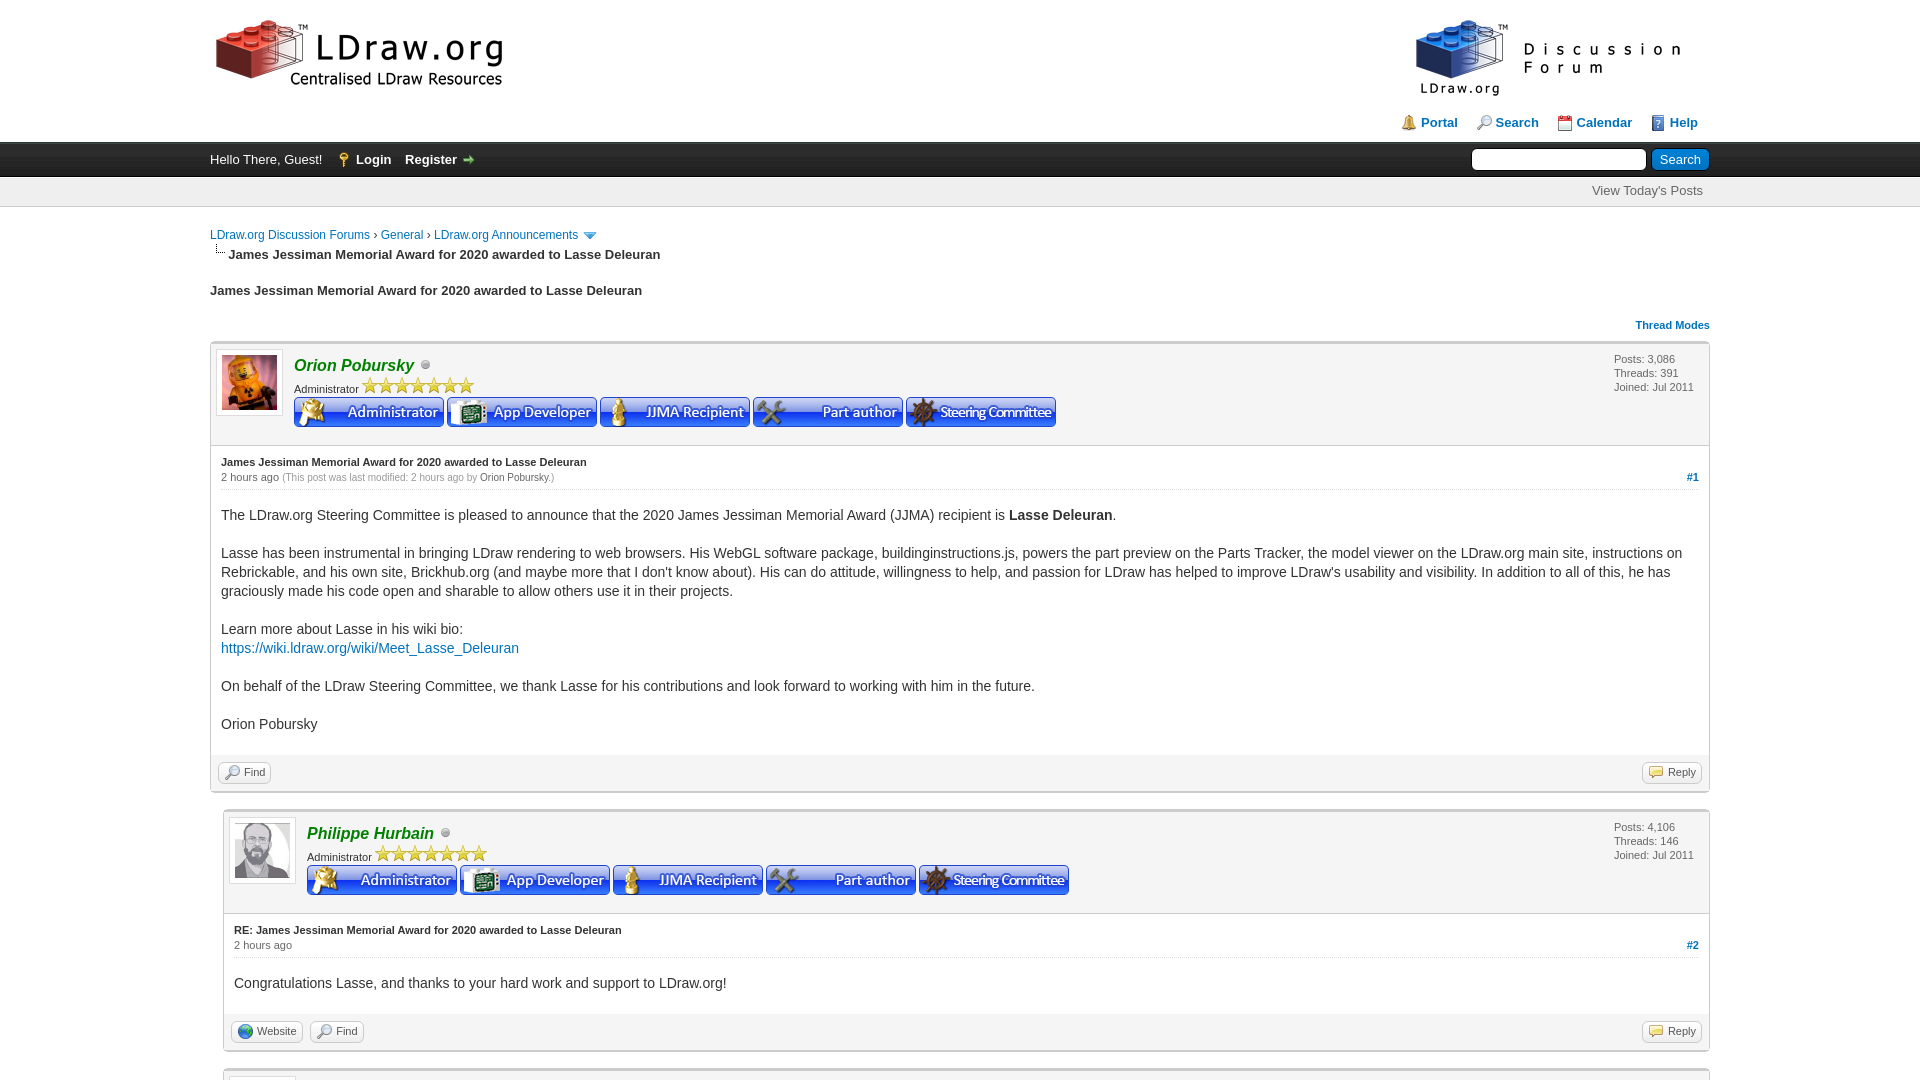 LDraw.org™
Centralised LDraw Resources
™
LDraw.org
Discussion
Forum
Portal Search Calendar Help
Hello There, Guest! Login Register Search
View Today's Posts
LDraw.org Discussion Forums › General › LDraw.org Announcements
James Jessiman Memorial Award for 2020 awarded to Lasse Deleuran
James Jessiman Memorial Award for 2020 awarded to Lasse Deleuran
Thread Modes
Orion Pobursky
Administrator
Administrator App Developer JJMA Recipient Part author Steering Committee
Posts: 3,086
Threads: 391
Joined: Jul 2011
James Jessiman Memorial Award for 2020 awarded to Lasse Deleuran
2 hours ago (This post was last modified: 2 hours ago by Orion Pobursky.) #1
The LDraw.org Steering Committee is pleased to announce that the 2020 James Jessiman Memorial Award (JJMA) recipient is Lasse Deleuran.
Lasse has been instrumental in bringing LDraw rendering to web browsers. His WebGL software package, buildinginstructions.js, powers the part preview on the Parts Tracker, the model viewer on the LDraw.org main site, instructions on
Rebrickable, and his own site, Brickhub.org (and maybe more that I don't know about). His can do attitude, willingness to help, and passion for LDraw has helped to improve LDraw's usability and visibility. In addition to all of this, he has
graciously made his code open and sharable to allow others use it in their projects.
Learn more about Lasse in his wiki bio:
https://wiki.ldraw.org/wiki/Meet_Lasse_Deleuran
On behalf of the LDraw Steering Committee, we thank Lasse for his contributions and look forward to working with him in the future.
Orion Pobursky
Find Reply
Philippe Hurbain
Administrator
Administrator App Developer JJMA Recipient Part author Steering Committee
Posts: 4,106
Threads: 146
Joined: Jul 2011
RE: James Jessiman Memorial Award for 2020 awarded to Lasse Deleuran
2 hours ago #2
Congratulations Lasse, and thanks to your hard work and support to LDraw.org!
Website Find Reply